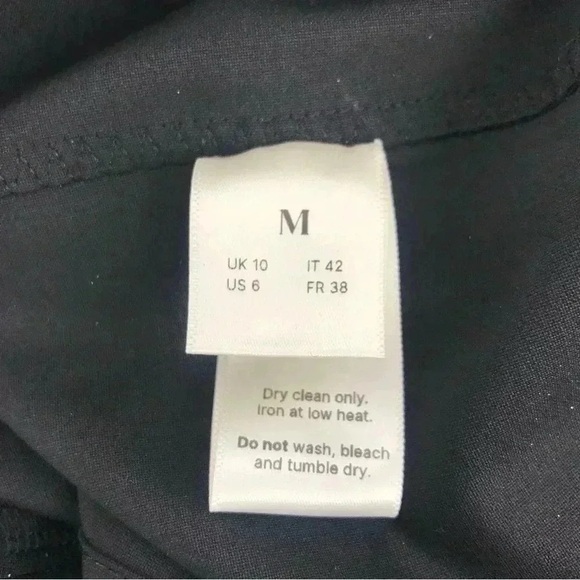 M
UK 10 IT 42
US 6 FR 38
Dry clean only.
Iron at low heat.
Do not wash, bleach
and tumble dry.